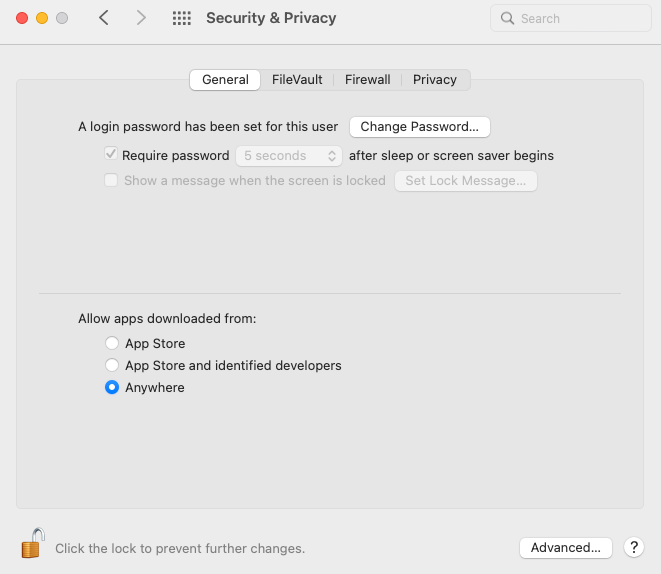 Security & Privacy
Search
General FileVault Firewall Privacy
A login password has been set for this user Change Password...
Require password 5 seconds after sleep or screen saver begins
Show a message when the screen is locked Set Lock Message...
Allow apps downloaded from:
App Store
App Store and identified developers
Anywhere
Click the lock to prevent further changes.
Advanced... ?